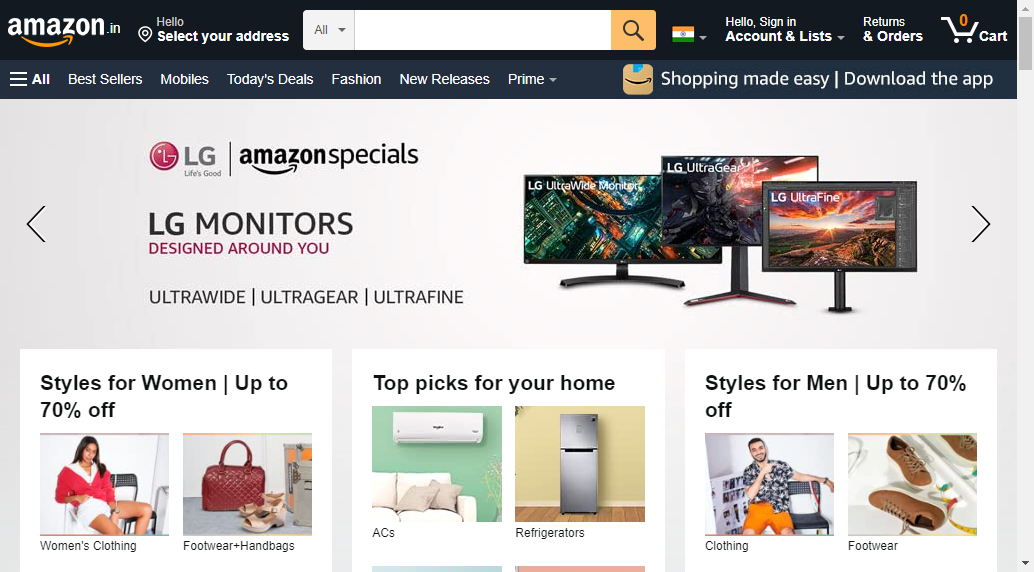 amazon.in
Hello
Select your address
All
Hello, Sign in
Account & Lists
Returns
& Orders
0
Cart
All
Best Sellers
Mobiles
Today's Deals
Fashion
New Releases
Prime
Shopping made easy | Download the app
LG
Life's Good
amazonspecials
LG MONITORS
DESIGNED AROUND YOU
ULTRAWIDE | ULTRAGEAR | ULTRAFINE
LG UltraWide Monitor
LG UltraGear
LG UltraFine
Styles for Women | Up to
70% off
Women's Clothing
Footwear+Handbags
Top picks for your home
ACs
Refrigerators
Styles for Men | Up to 70%
off
Clothing
Footwear